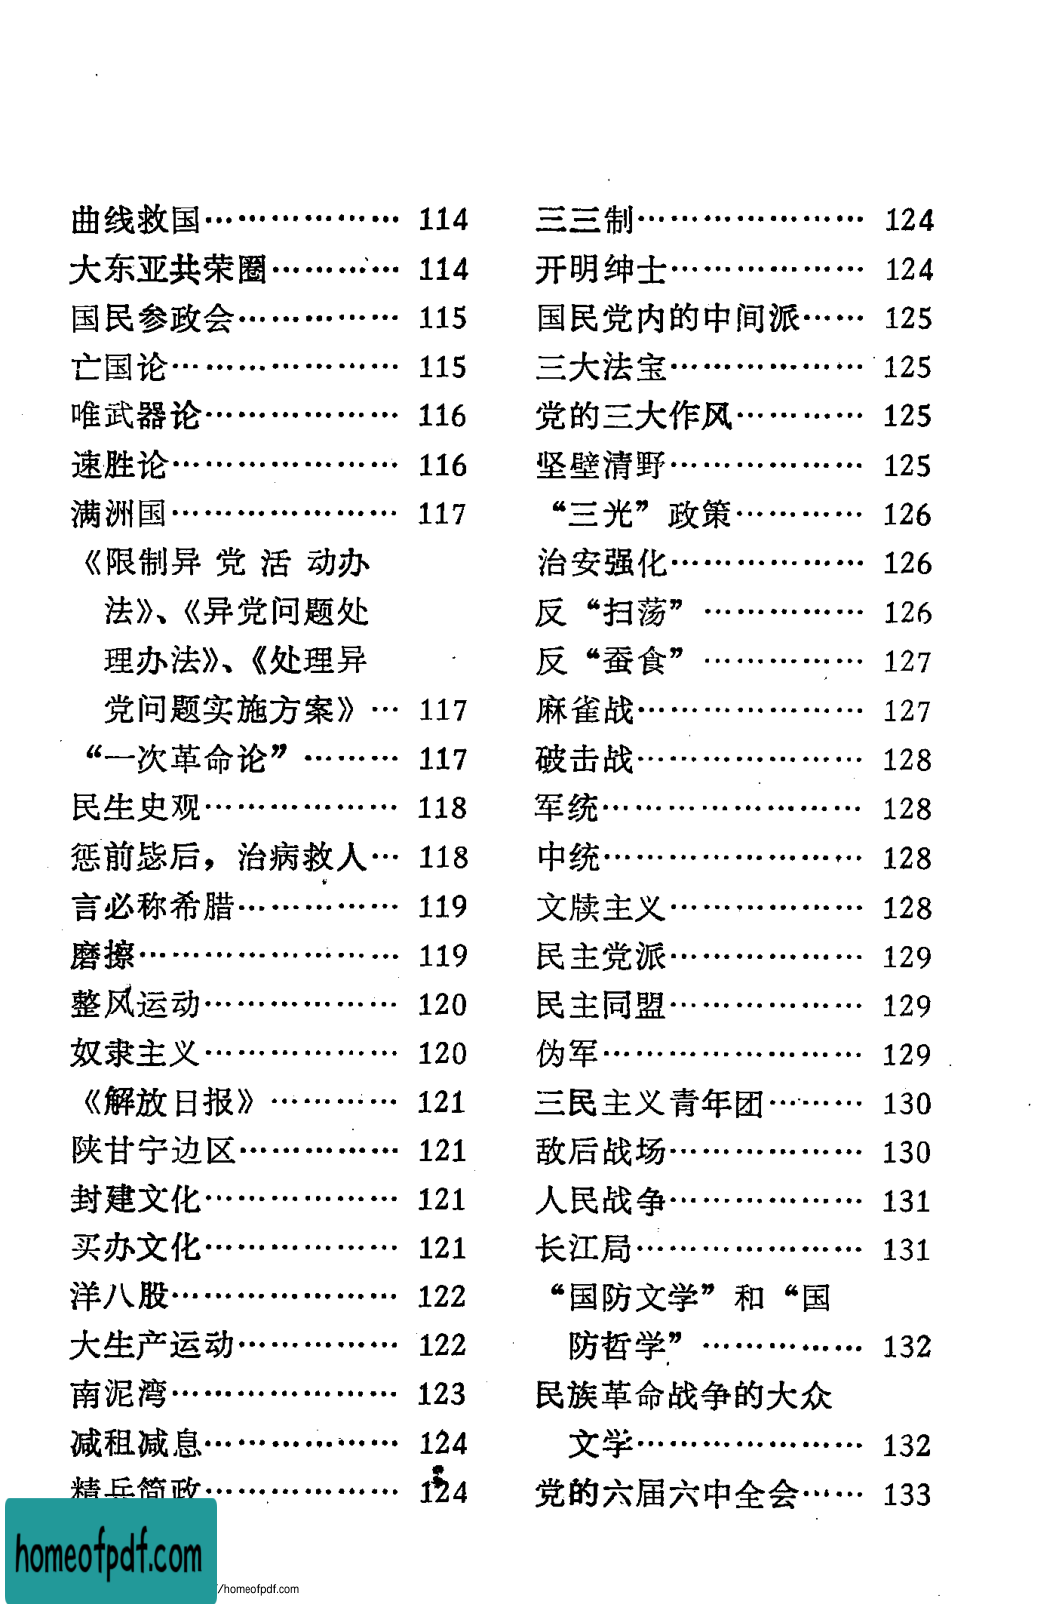 曲线救国………………… 114
大东亚共荣圈………… 114
国民参政会…………… 115
亡国论………………… 115
唯武器论……………… 116
速胜论………………… 116
满洲国………………… 117
《限制异党活动办
法》、《异党问题处
理办法》、《处理异
党问题实施方案》… 117
“一次革命论”……… 117
民生史观……………… 118
惩前毖后，治病救人… 118
言必称希腊…………… 119
磨擦…………………… 119
整风运动……………… 120
奴隶主义……………… 120
《解放日报》………… 121
陕甘宁边区…………… 121
封建文化……………… 121
买办文化……………… 121
洋八股………………… 122
大生产运动…………… 122
南泥湾………………… 123
减租减息……………… 124
精兵简政……………… 124
三三制………………… 124
开明绅士……………… 124
国民党内的中间派…… 125
三大法宝……………… 125
党的三大作风………… 125
坚壁清野……………… 125
“三光”政策………… 126
治安强化……………… 126
反“扫荡”…………… 126
反“蚕食”…………… 127
麻雀战………………… 127
破击战………………… 128
军统…………………… 128
中统…………………… 128
文牍主义……………… 128
民主党派……………… 129
民主同盟……………… 129
伪军…………………… 129
三民主义青年团……… 130
敌后战场……………… 130
人民战争……………… 131
长江局………………… 131
“国防文学”和“国
防哲学”…………… 132
民族革命战争的大众
文学………………… 132
党的六届六中全会…… 133
homeofpdf.com
/homeofpdf.com